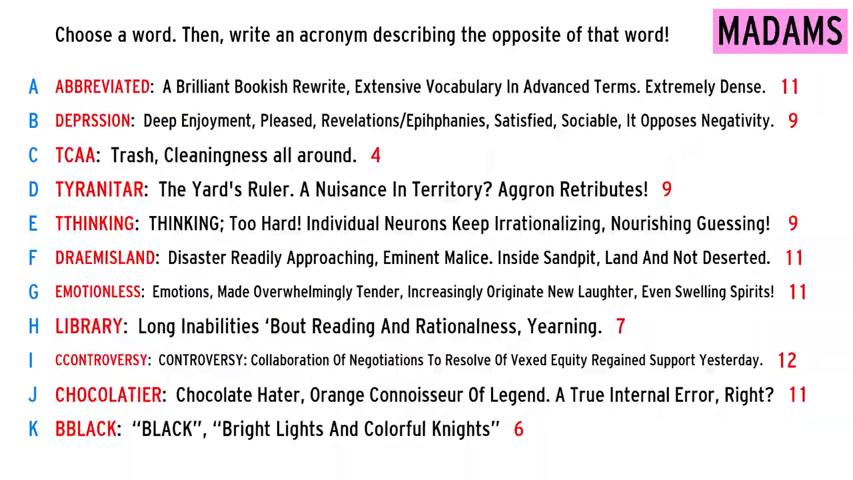 Choose a word. Then, write an acronym describing the opposite of that word!
MADAMS
A ABBREVIATED: A Brilliant Bookish Rewrite, Extensive Vocabulary In Advanced Terms. Extremely Dense. 11
B DEPRSSION: Deep Enjoyment, Pleased, Revelations/Epihphanies, Satisfied, Sociable, It Opposes Negativity. 9
C TCAA: Trash, Cleaningness all around. 4
D TYRANITAR: The Yard's Ruler. A Nuisance In Territory? Aggron Retributes! 9
E TTHINKING: THINKING; Too Hard! Individual Neurons Keep Irrationalizing, Nourishing Guessing! 9
F DRAEMISLAND: Disaster Readily Approaching, Eminent Malice. Inside Sandpit, Land And Not Deserted. 11
G EMOTIONLESS: Emotions, Made Overwhelmingly Tender, Increasingly Originate New Laughter, Even Swelling Spirits! 11
H LIBRARY: Long Inabilities ‘Bout Reading And Rationalness, Yearning. 7
I CCONTROVERSY: CONTROVERSY: Collaboration Of Negotiations To Resolve Of Vexed Equity Regained Support Yesterday. 12
J CHOCOLATIER: Chocolate Hater, Orange Connoisseur Of Legend. A True Internal Error, Right? 11
K BBLACK: “BLACK”, “Bright Lights And Colorful Knights” 6